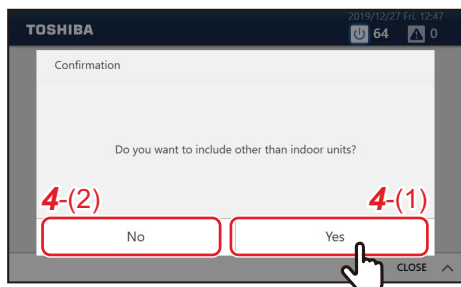 2019/12/27 Fri. 12:47
TOSHIBA
64
0
Confirmation
Do you want to include other than indoor units?
4-(2)
4-(1)
No
Yes
CLOSE